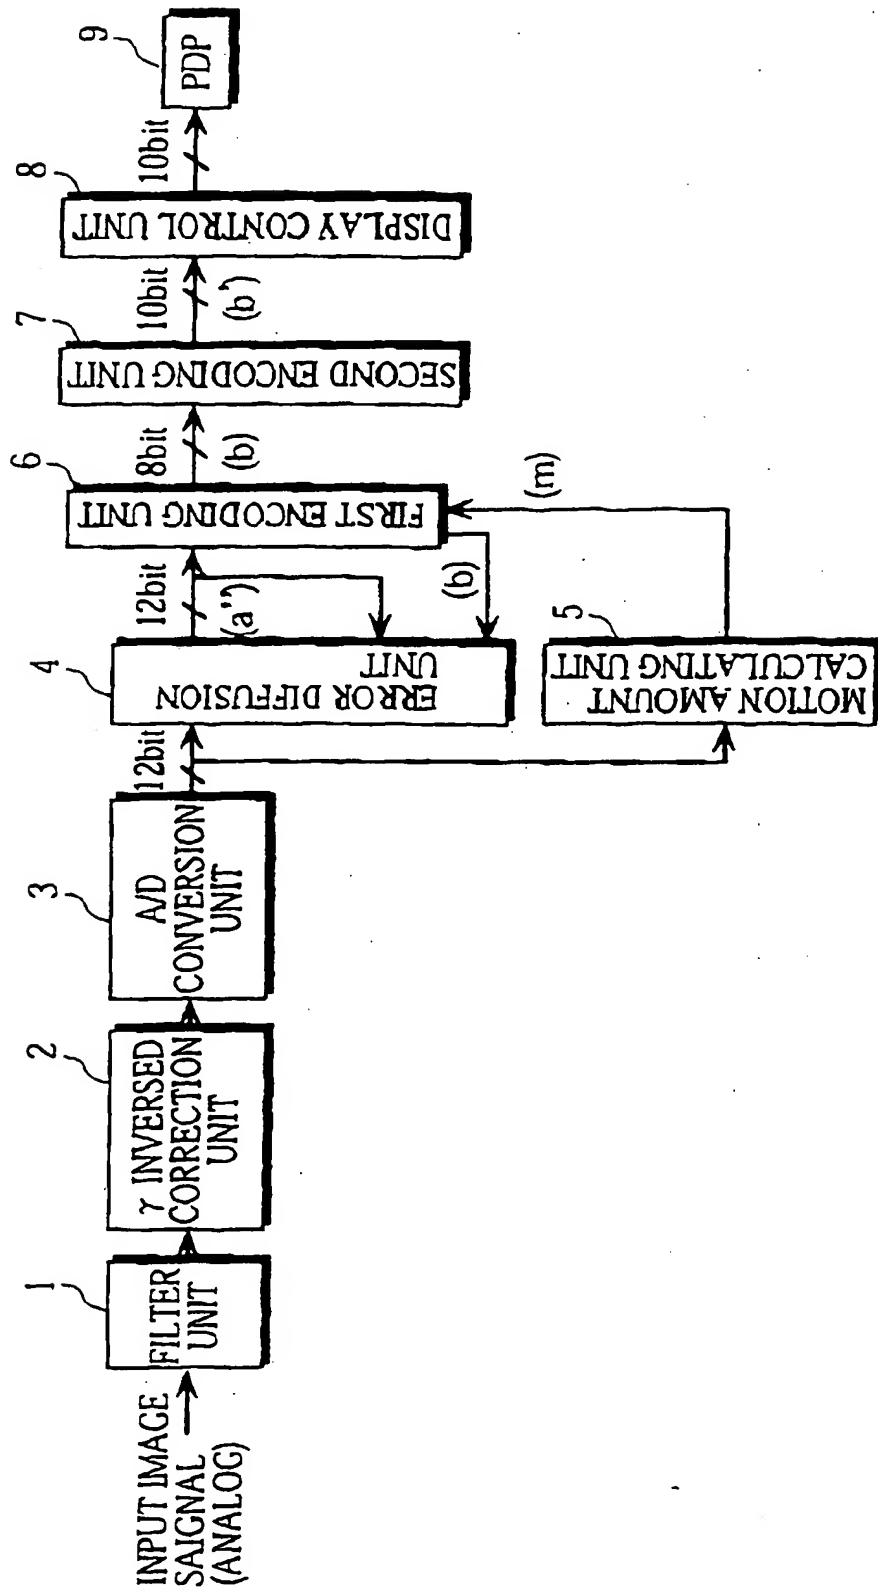 INPUT IMAGE
SAIGNAL
(ANALOG)
1
FILTER
UNIT
2
γ INVERSED
CORRECTION
UNIT
3
A/D
CONVERSION
UNIT
12bit
4
ERROR DIFFUSION
UNIT
5
MOTION AMOUNT
CALCULATING UNIT
12bit
(a'')
(b)
(m)
6
FIRST ENCODING UNIT
8bit
(b)
7
SECOND ENCODING UNIT
10bit
(b')
8
DISPLAY CONTROL UNIT
10bit
9
PDP